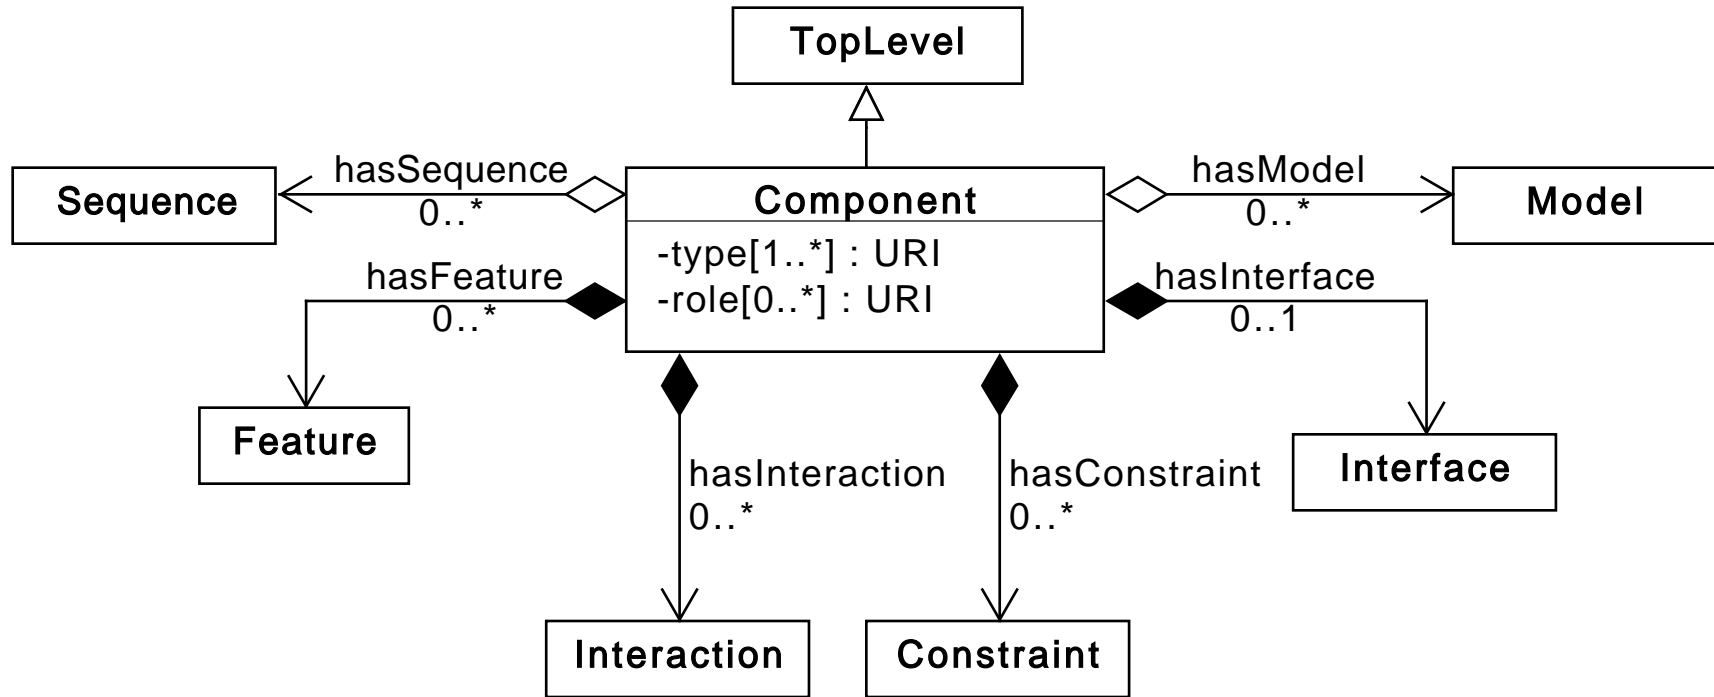 TopLevel
hasSequence
0..*
Sequence
Component
-type[1..*] : URI
-role[0..*] : URI
hasModel
0..*
Model
hasFeature
0..*
Feature
hasInterface
0..1
Interface
hasInteraction
0..*
Interaction
hasConstraint
0..*
Constraint